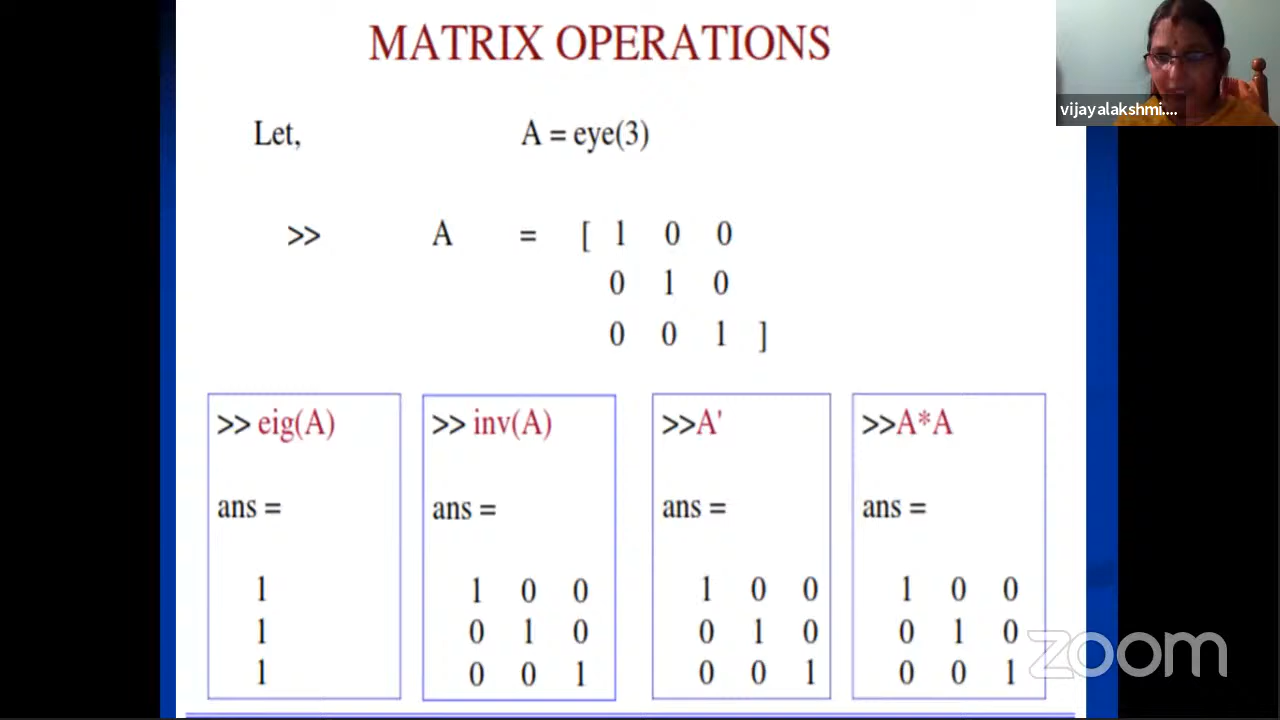 MATRIX OPERATIONS
vijayalakshmi....
Let, A = eye(3)
>> A = [ 1 0 0
0 1 0
0 0 1 ]
>> eig(A)
ans =
1
1
1
>> inv(A)
ans =
1 0 0
0 1 0
0 0 1
>>A'
ans =
1 0 0
0 1 0
0 0 1
>>A*A
ans =
1 0 0
0 1 0
0 0 1
zoom